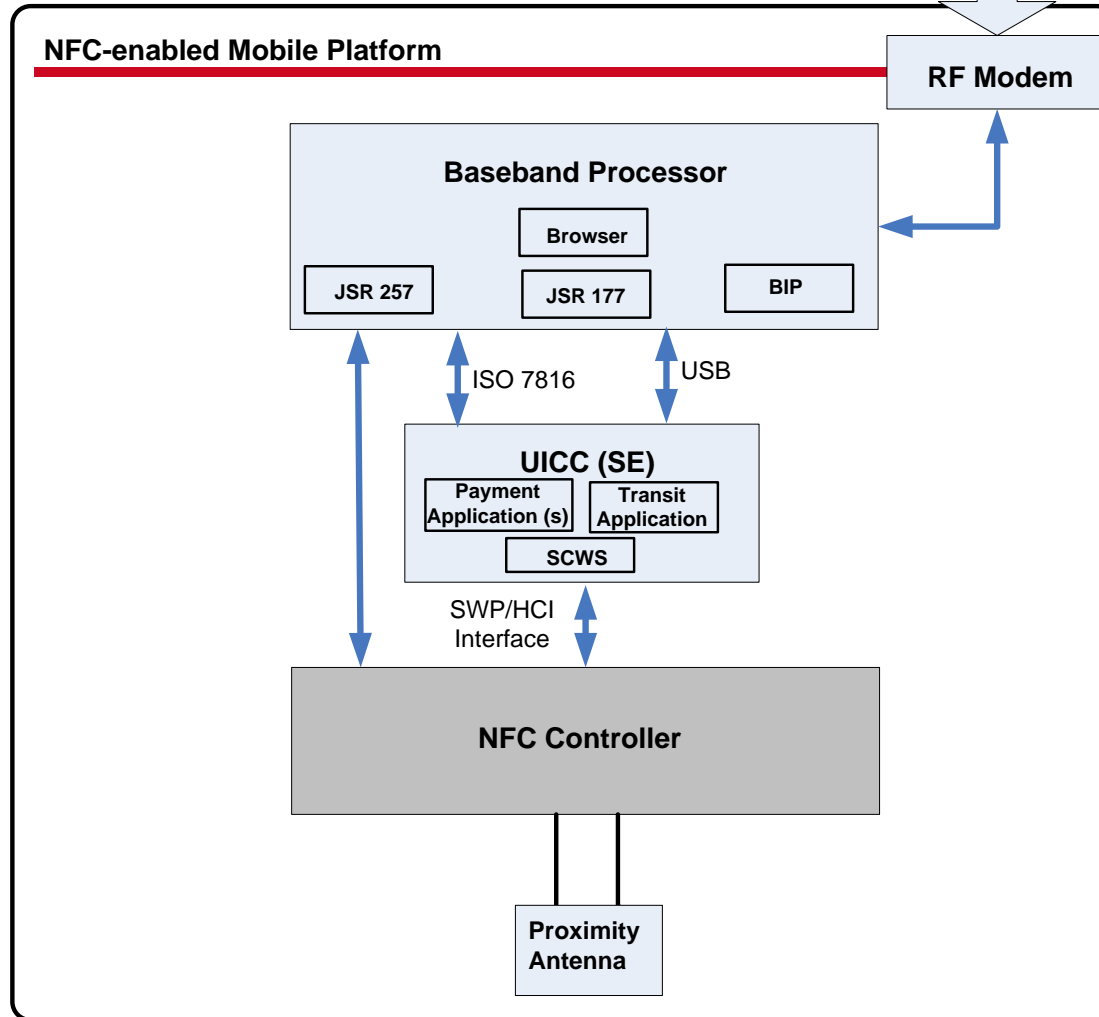 NFC-enabled Mobile Platform
RF Modem
Baseband Processor
Browser
JSR 257
JSR 177
BIP
ISO 7816
USB
UICC (SE)
Payment
Application (s)
Transit
Application
SCWS
SWP/HCI
Interface
NFC Controller
Proximity
Antenna